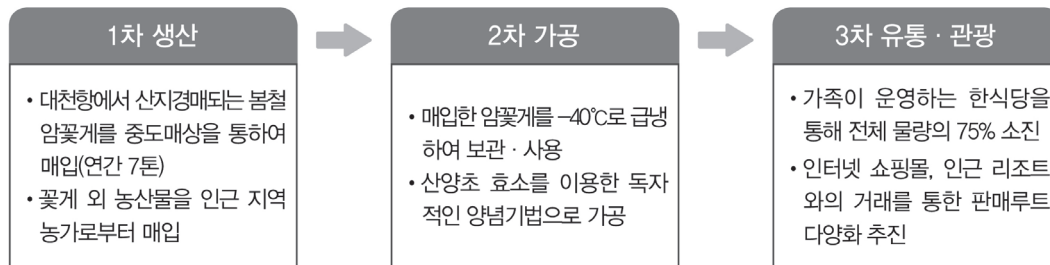 1차 생산
• 대천항에서 산지경매되는 봄철
암꽃게를 중도매상을 통하여
매입(연간 7톤)
• 꽃게 외 농산물을 인근 지역
농가로부터 매입
2차 가공
• 매입한 암꽃게를 –40℃로 급냉
하여 보관 · 사용
• 산양초 효소를 이용한 독자
적인 양념기법으로 가공
3차 유통 · 관광
• 가족이 운영하는 한식당을
통해 전체 물량의 75% 소진
• 인터넷 쇼핑몰, 인근 리조트
와의 거래를 통한 판매루트
다양화 추진